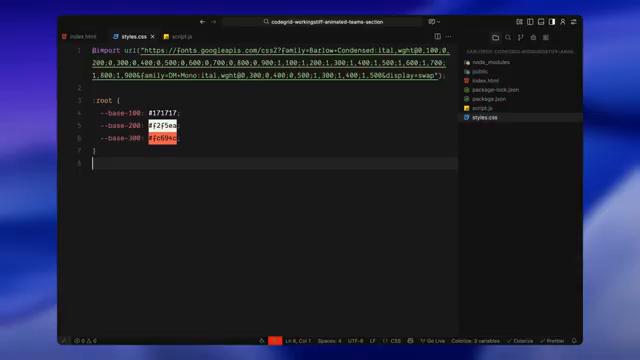 codegrid-workingstiff-animated-teams-section
index.html
styles.css
script.js
1 @import url("https://fonts.googleapis.com/css2?family=Barlow+Condensed:ital,wght@0,100;0,
200;0,300;0,400;0,500;0,600;0,700;0,800;0,900;1,100;1,200;1,300;1,400;1,500;1,600;1,700;
1,800;1,900&family=DM+Mono:ital,wght@0,300;0,400;0,500;1,300;1,400;1,500&display=swap");
2
3 :root {
4 --base-100: #171717;
5 --base-200: #f2f5ea;
6 --base-300: #fc694c;
7 }
8
node_modules
public
index.html
package-lock.json
package.json
script.js
styles.css
0 0
Ln 8, Col 1
Spaces: 4
UTF-8
LF
CSS
Go Live
Colorize: 3 variables
Colorize
Prettier